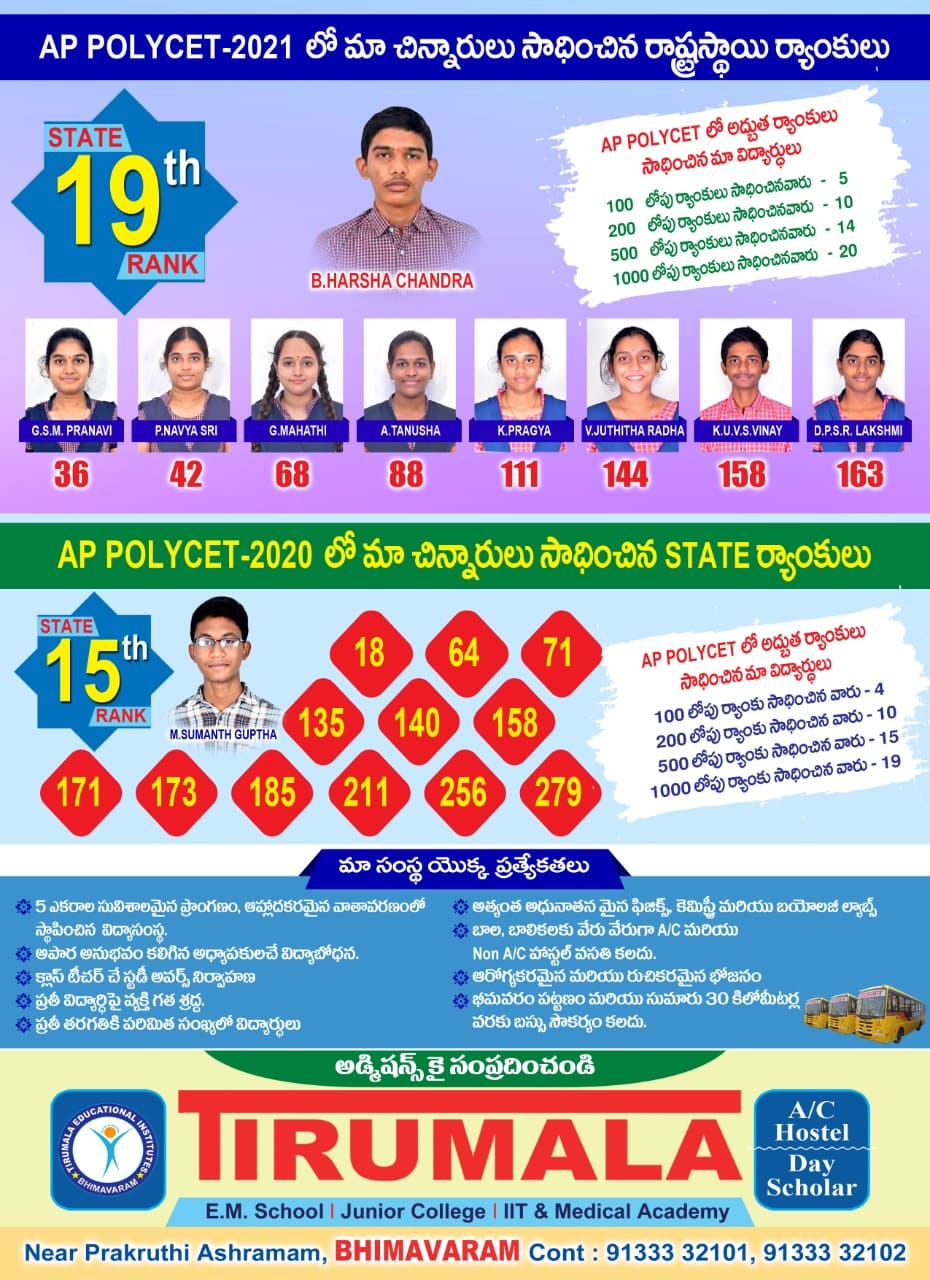 AP POLYCET-2021 లో మా చిన్నారులు సాధించిన రాష్ట్రస్థాయి ర్యాంకులు
STATE
19th
RANK
B.HARSHA CHANDRA
AP POLYCET లో అద్భుత ర్యాంకులు
సాధించిన మా విద్యార్థులు
100 లోపు ర్యాంకులు సాధించినవారు - 5
200 లోపు ర్యాంకులు సాధించినవారు - 10
500 లోపు ర్యాంకులు సాధించినవారు - 14
1000 లోపు ర్యాంకులు సాధించినవారు - 20
G.S.M. PRANAVI P.NAVYA SRI G.MAHATHI A.TANUSHA K.PRAGYA V.JUTHITHA RADHA K.U.V.S.VINAY D.P.S.R. LAKSHMI
36 42 68 88 111 144 158 163
AP POLYCET-2020 లో మా చిన్నారులు సాధించిన STATE ర్యాంకులు
STATE
15th
RANK
M.SUMANTH GUPTHA
18 64 71
135 140 158
171 173 185 211 256 279
AP POLYCET లో అద్భుత ర్యాంకులు
సాధించిన మా విద్యార్థులు
100 లోపు ర్యాంకు సాధించిన వారు - 4
200 లోపు ర్యాంకు సాధించిన వారు - 10
500 లోపు ర్యాంకు సాధించిన వారు - 15
1000 లోపు ర్యాంకు సాధించిన వారు - 19
మా సంస్థ యొక్క ప్రత్యేకతలు
5 ఎకరాల సువిశాలమైన ప్రాంగణం, ఆహ్లాదకరమైన వాతావరణంలో
స్థాపించిన విద్యాసంస్థ.
అపార అనుభవం కలిగిన అధ్యాపకులచే విద్యాబోధన.
క్లాస్ టీచర్ చే స్టడీ అవర్స్ నిర్వాహణ
ప్రతీ విద్యార్థిపై వ్యక్తి గత శ్రద్ద.
ప్రతీ తరగతికి పరిమిత సంఖ్యలో విద్యార్థులు
అత్యంత అధునాతన మైన ఫిజిక్స్, కెమిస్ట్రీ మరియు బయోలజీ ల్యాబ్స్
బాల, బాలికలకు వేరు వేరుగా A/C మరియు
Non A/C హాస్టల్ వసతి కలదు.
ఆరోగ్యకరమైన మరియు రుచికరమైన భోజనం
భీమవరం పట్టణం మరియు సుమారు 30 కిలోమీటర్ల
వరకు బస్సు సౌకర్యం కలదు.
అడ్మిషన్స్ కై సంప్రదించండి
TIRUMALA EDUCATIONAL INSTITUTES
BHIMAVARAM
TIRUMALA
A/C
Hostel
Day
Scholar
E.M. School | Junior College | IIT & Medical Academy
Near Prakruthi Ashramam, BHIMAVARAM Cont : 91333 32101, 91333 32102